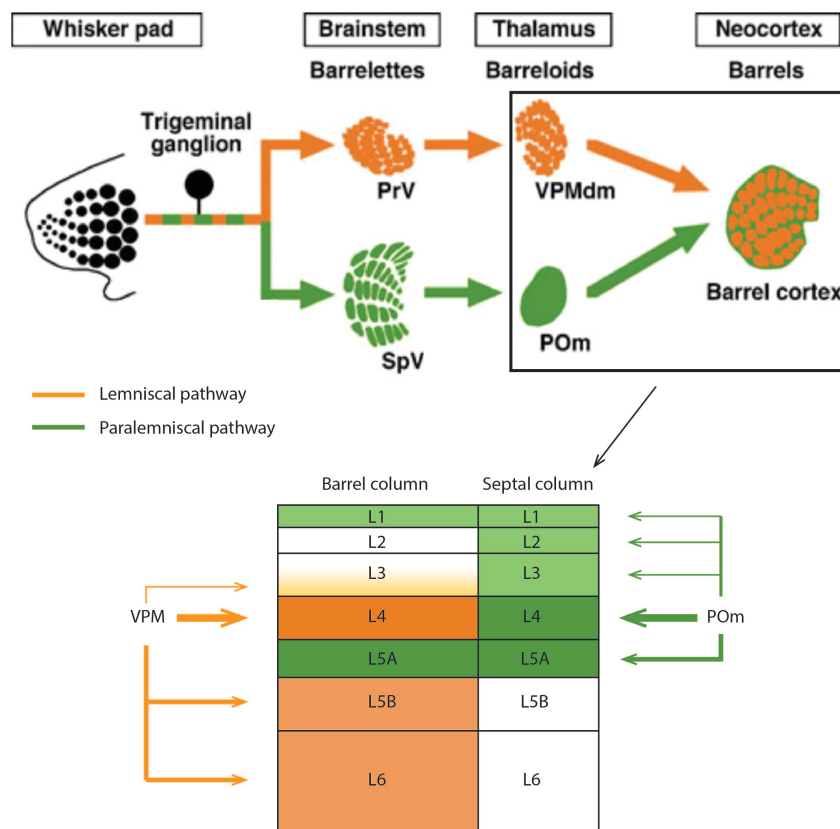 Whisker pad
Brainstem
Thalamus
Neocortex
Barrelettes
Barreloids
Barrels
Trigeminal
ganglion
PrV
VPMdm
Barrel cortex
SpV
POm
Lemniscal pathway
Paralemniscal pathway
Barrel column
Septal column
L1
L1
L2
L2
L3
L3
VPM
L4
L4
POm
L5A
L5A
L5B
L5B
L6
L6